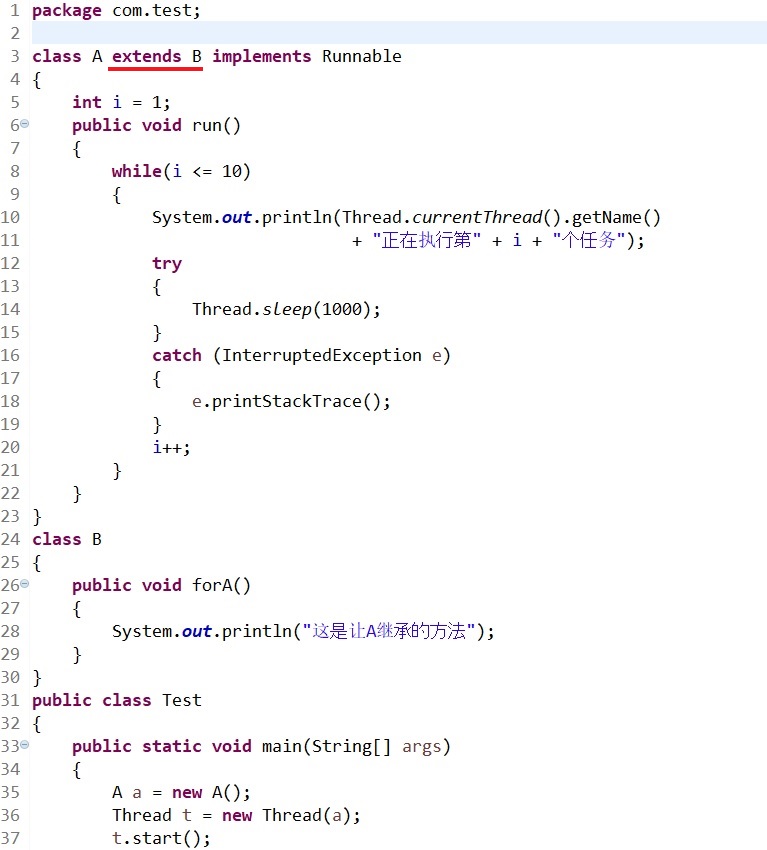 1 package com.test;
2
3 class A extends B implements Runnable
4 {
5     int i = 1;
6     public void run()
7     {
8         while(i <= 10)
9         {
10             System.out.println(Thread.currentThread().getName()
11                                 + "正在执行第" + i + "个任务");
12             try
13             {
14                 Thread.sleep(1000);
15             }
16             catch (InterruptedException e)
17             {
18                 e.printStackTrace();
19             }
20             i++;
21         }
22     }
23 }
24 class B
25 {
26     public void forA()
27     {
28         System.out.println("这是让A继承的方法");
29     }
30 }
31 public class Test
32 {
33     public static void main(String[] args)
34     {
35         A a = new A();
36         Thread t = new Thread(a);
37         t.start();